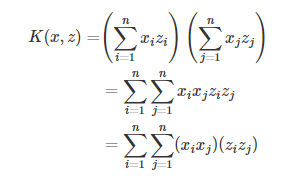 K(x, z) = (∑_{i=1}^{n} x_i z_i) (∑_{j=1}^{n} x_j z_j)
= ∑_{i=1}^{n} ∑_{j=1}^{n} x_i x_j z_i z_j
= ∑_{i=1}^{n} ∑_{j=1}^{n} (x_i x_j)(z_i z_j)